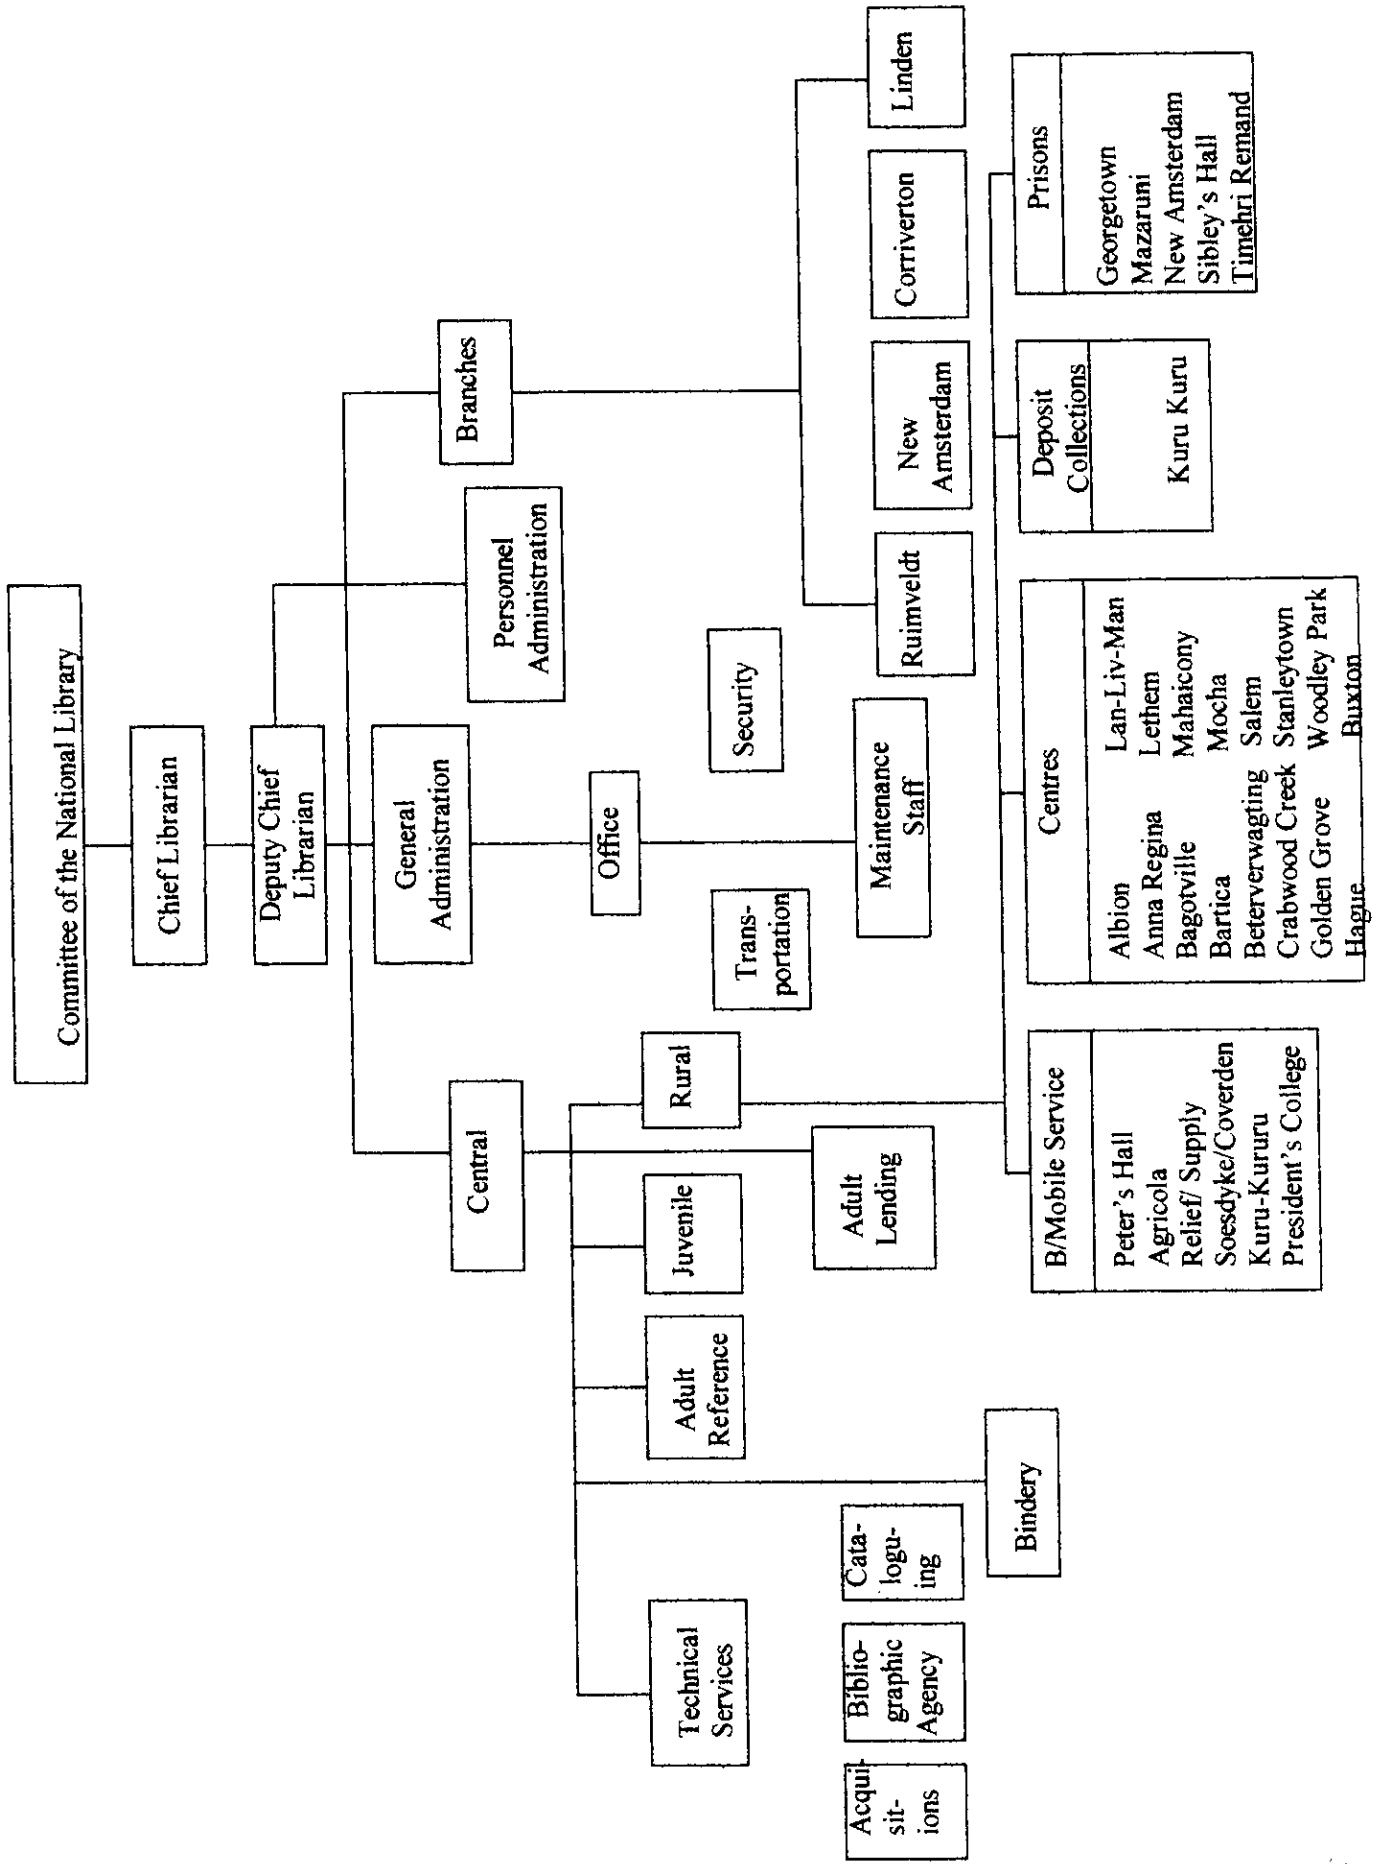 Committee of the National Library
Chief Librarian
Deputy Chief
Librarian
Central
General
Administration
Personnel
Administration
Branches
Office
Trans-
portation
Security
Maintenance
Staff
Technical
Services
Adult
Reference
Juvenile
Rural
Adult
Lending
Acqui-
sit-
ions
Biblio-
graphic
Agency
Cata-
logu-
ing
Bindery
Ruimveldt
New
Amsterdam
Corriverton
Linden
B/Mobile Service
Peter's Hall
Agricola
Relief/ Supply
Soesdyke/Coverden
Kuru-Kururu
President's College
Centres
Albion Lan-Liv-Man
Anna Regina Lethem
Bagotville Mahaicony
Bartica Mocha
Beterverwagting Salem
Crabwood Creek Stanleytown
Golden Grove Woodley Park
Hague Buxton
Deposit
Collections
Kuru Kuru
Prisons
Georgetown
Mazaruni
New Amsterdam
Sibley's Hall
Timehri Remand